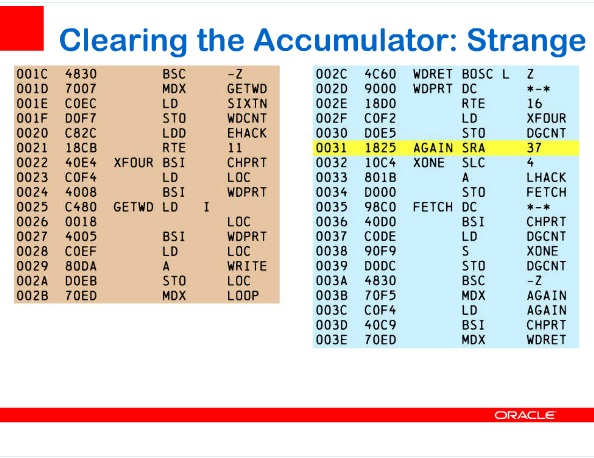 Clearing the Accumulator: Strange
001C 4830 BSC -Z
001D 7007 MDX GETWD
001E C0EC LD SIXTN
001F D0F7 STO WDCNT
0020 C82C LDD EHACK
0021 18CB RTE 11
0022 40E4 XFOUR BSI CHPRT
0023 C0F4 LD LOC
0024 4008 BSI WDPRT
0025 C480 GETWD LD I
0026 0018 LOC
0027 4005 BSI WDPRT
0028 C0EF LD LOC
0029 80DA A WRITE
002A D0EB STO LOC
002B 70ED MDX LOOP
002C 4C60 WDRET BOSC L Z
002D 9000 WDPRT DC *-*
002E 18D0 RTE 16
002F C0F2 LD XFOUR
0030 D0E5 STO DGCNT
0031 1825 AGAIN SRA 37
0032 10C4 XONE SLC 4
0033 801B A LHACK
0034 D000 STO FETCH
0035 98C0 FETCH DC *-*
0036 40D0 BSI CHPRT
0037 C0DE LD DGCNT
0038 90F9 S XONE
0039 D0DC STO DGCNT
003A 4830 BSC -Z
003B 70F5 MDX AGAIN
003C C0F4 LD AGAIN
003D 40C9 BSI CHPRT
003E 70ED MDX WDRET
ORACLE